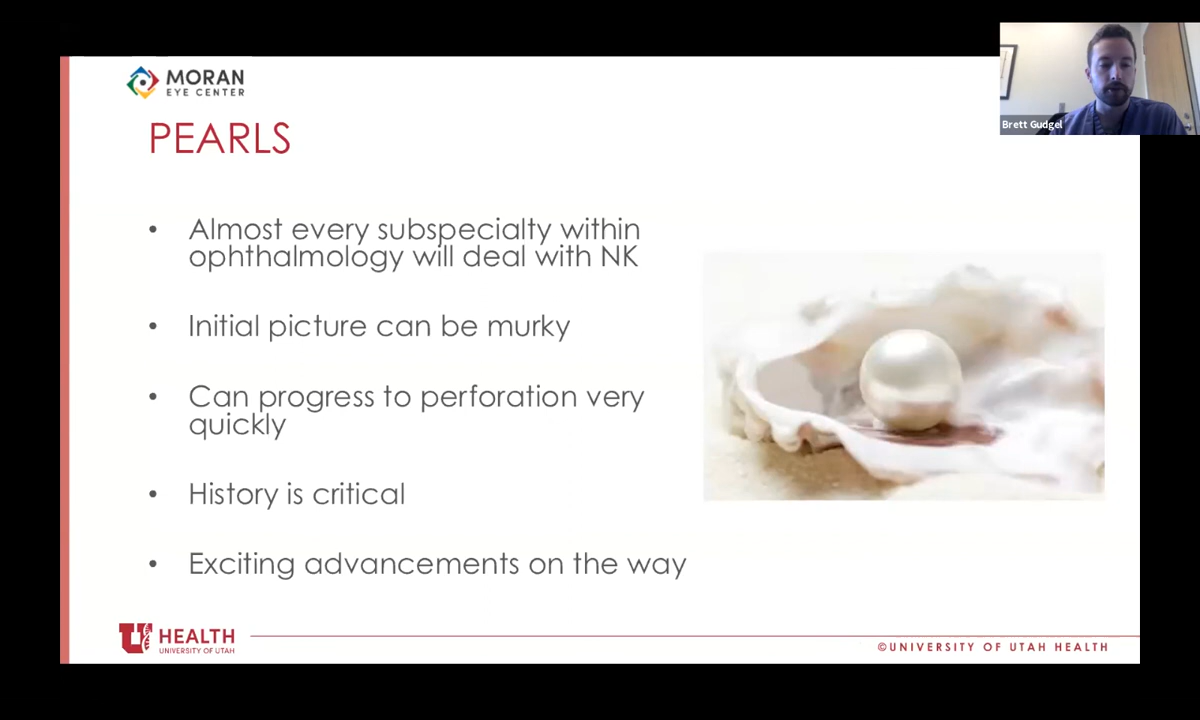 MORAN
EYE CENTER
Brett Gudgel
PEARLS
• Almost every subspecialty within
ophthalmology will deal with NK
• Initial picture can be murky
• Can progress to perforation very
quickly
• History is critical
• Exciting advancements on the way
U HEALTH
UNIVERSITY OF UTAH
©UNIVERSITY OF UTAH HEALTH